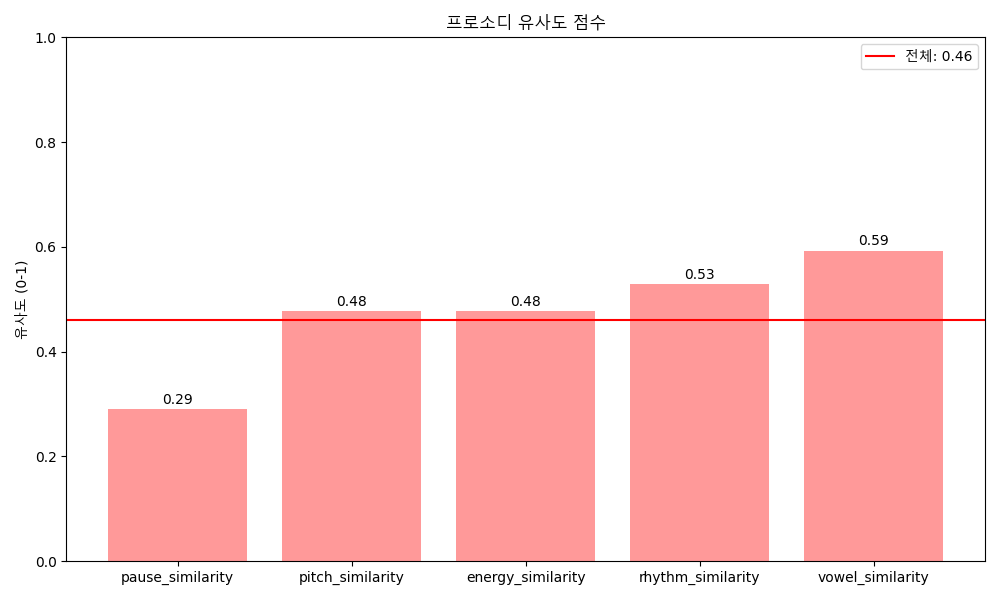 프로소디 유사도 점수
전체: 0.46
유사도 (0-1)
1.0
0.8
0.6
0.4
0.2
0.0
0.29
0.48
0.48
0.53
0.59
pause_similarity
pitch_similarity
energy_similarity
rhythm_similarity
vowel_similarity